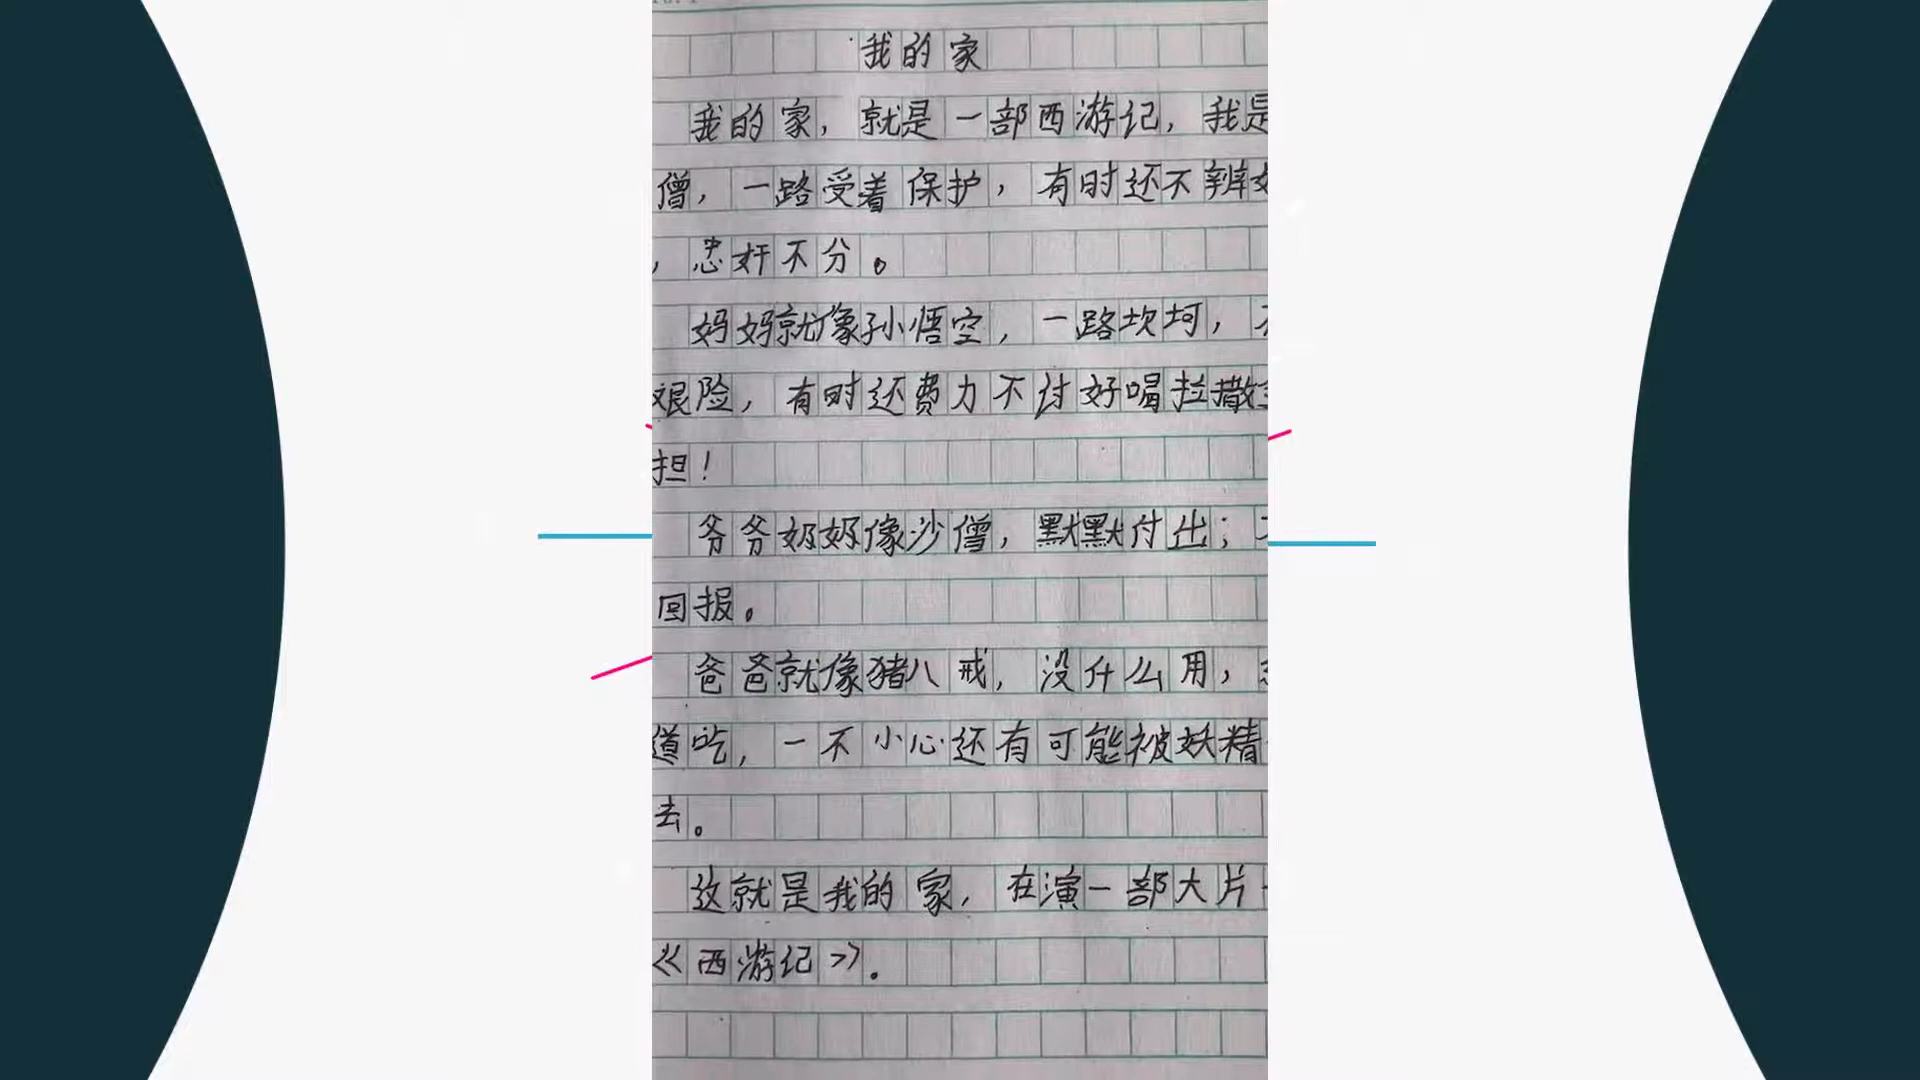 我的家
我的家，就是一部西游记，我是
僧，一路受着保护，有时还不辨
，忠奸不分。
妈妈就像孙悟空，一路坎坷，
艰险，有时还费力不讨好喝拉撒
担！
爷爷奶奶像沙僧，默默付出；
回报。
爸爸就像猪八戒，没什么用，
道吃，一不小心还有可能被妖精
去。
这就是我的家，在演一部大片
《西游记》.